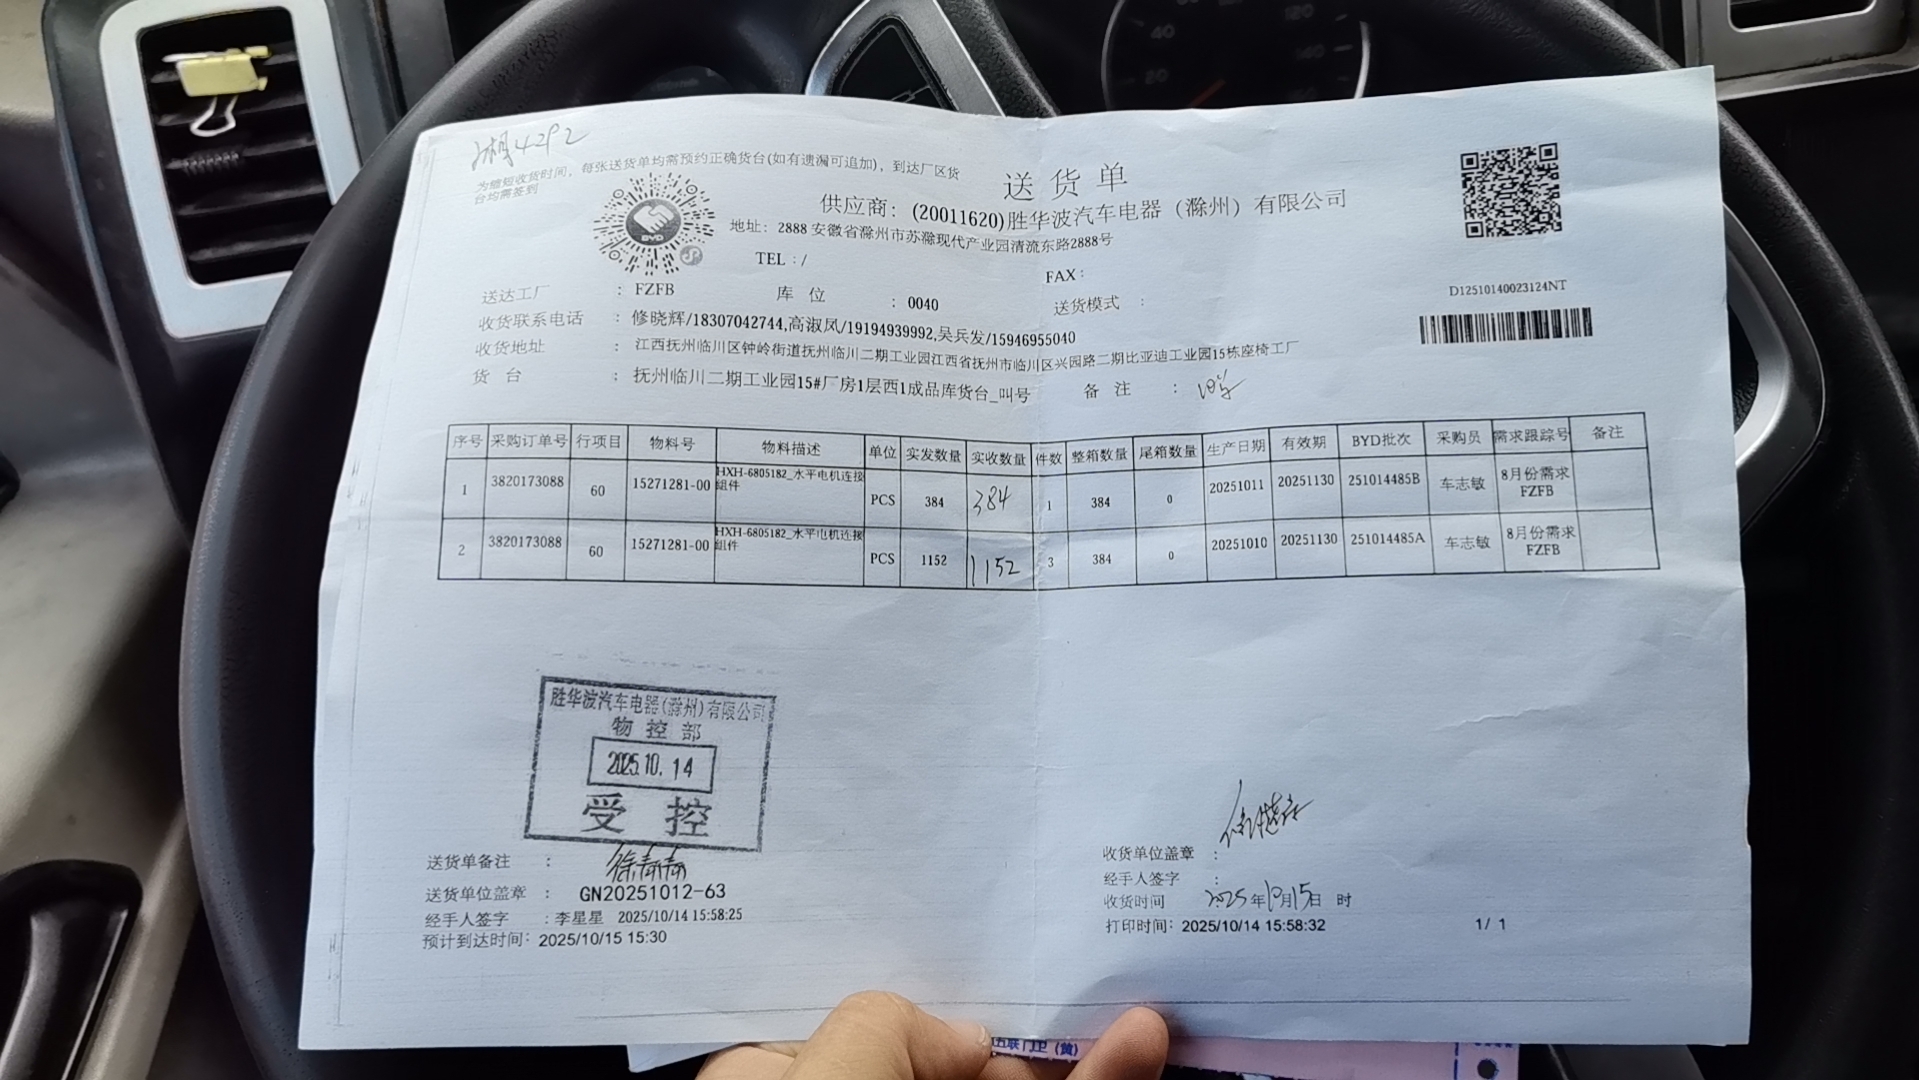 4292
为缩短收货时间，每张送货单均需预约正确货台(如有遗漏可追加)，到达厂区货
台均需签到
送货单
供应商：(20011620)胜华波汽车电器（滁州）有限公司
地址：2888 安徽省滁州市苏滁现代产业园清流东路2888号
BYD
TEL：/
FAX：
D12510140023124NT
送达工厂 ：FZFB 库 位 ：0040 送货模式 ：
收货联系电话 ：修晓辉/18307042744,高淑凤/19194939992,吴兵发/15946955040
收货地址 ：江西抚州临川区钟岭街道抚州临川二期工业园江西省抚州市临川区兴园路二期比亚迪工业园15栋座椅工厂
货 台 ：抚州临川二期工业园15#厂房1层西1成品库货台_叫号 备 注 ：
序号 采购订单号 行项目 物料号 物料描述 单位 实发数量 实收数量 件数 整箱数量 尾箱数量 生产日期 有效期 BYD批次 采购员 需求跟踪号 备注
1 3820173088 60 15271281-00 HXH-6805182_水平电机连接组件 PCS 384 384 1 384 0 20251011 20251130 251014485B 车志敏 8月份需求FZFB
2 3820173088 60 15271281-00 HXH-6805182_水平电机连接组件 PCS 1152 1152 3 384 0 20251010 20251130 251014485A 车志敏 8月份需求FZFB
胜华波汽车电器(滁州)有限公司
物控部
2025.10.14
受 控
送货单备注 ：
送货单位盖章 ：GN20251012-63
经手人签字 ：李星星 2025/10/14 15:58:25
预计到达时间：2025/10/15 15:30
收货单位盖章 ：
经手人签字 ：
收货时间 2025年10月15日 时
打印时间：2025/10/14 15:58:32
1/ 1
五联 门卫 (黄)
40
20
120
140